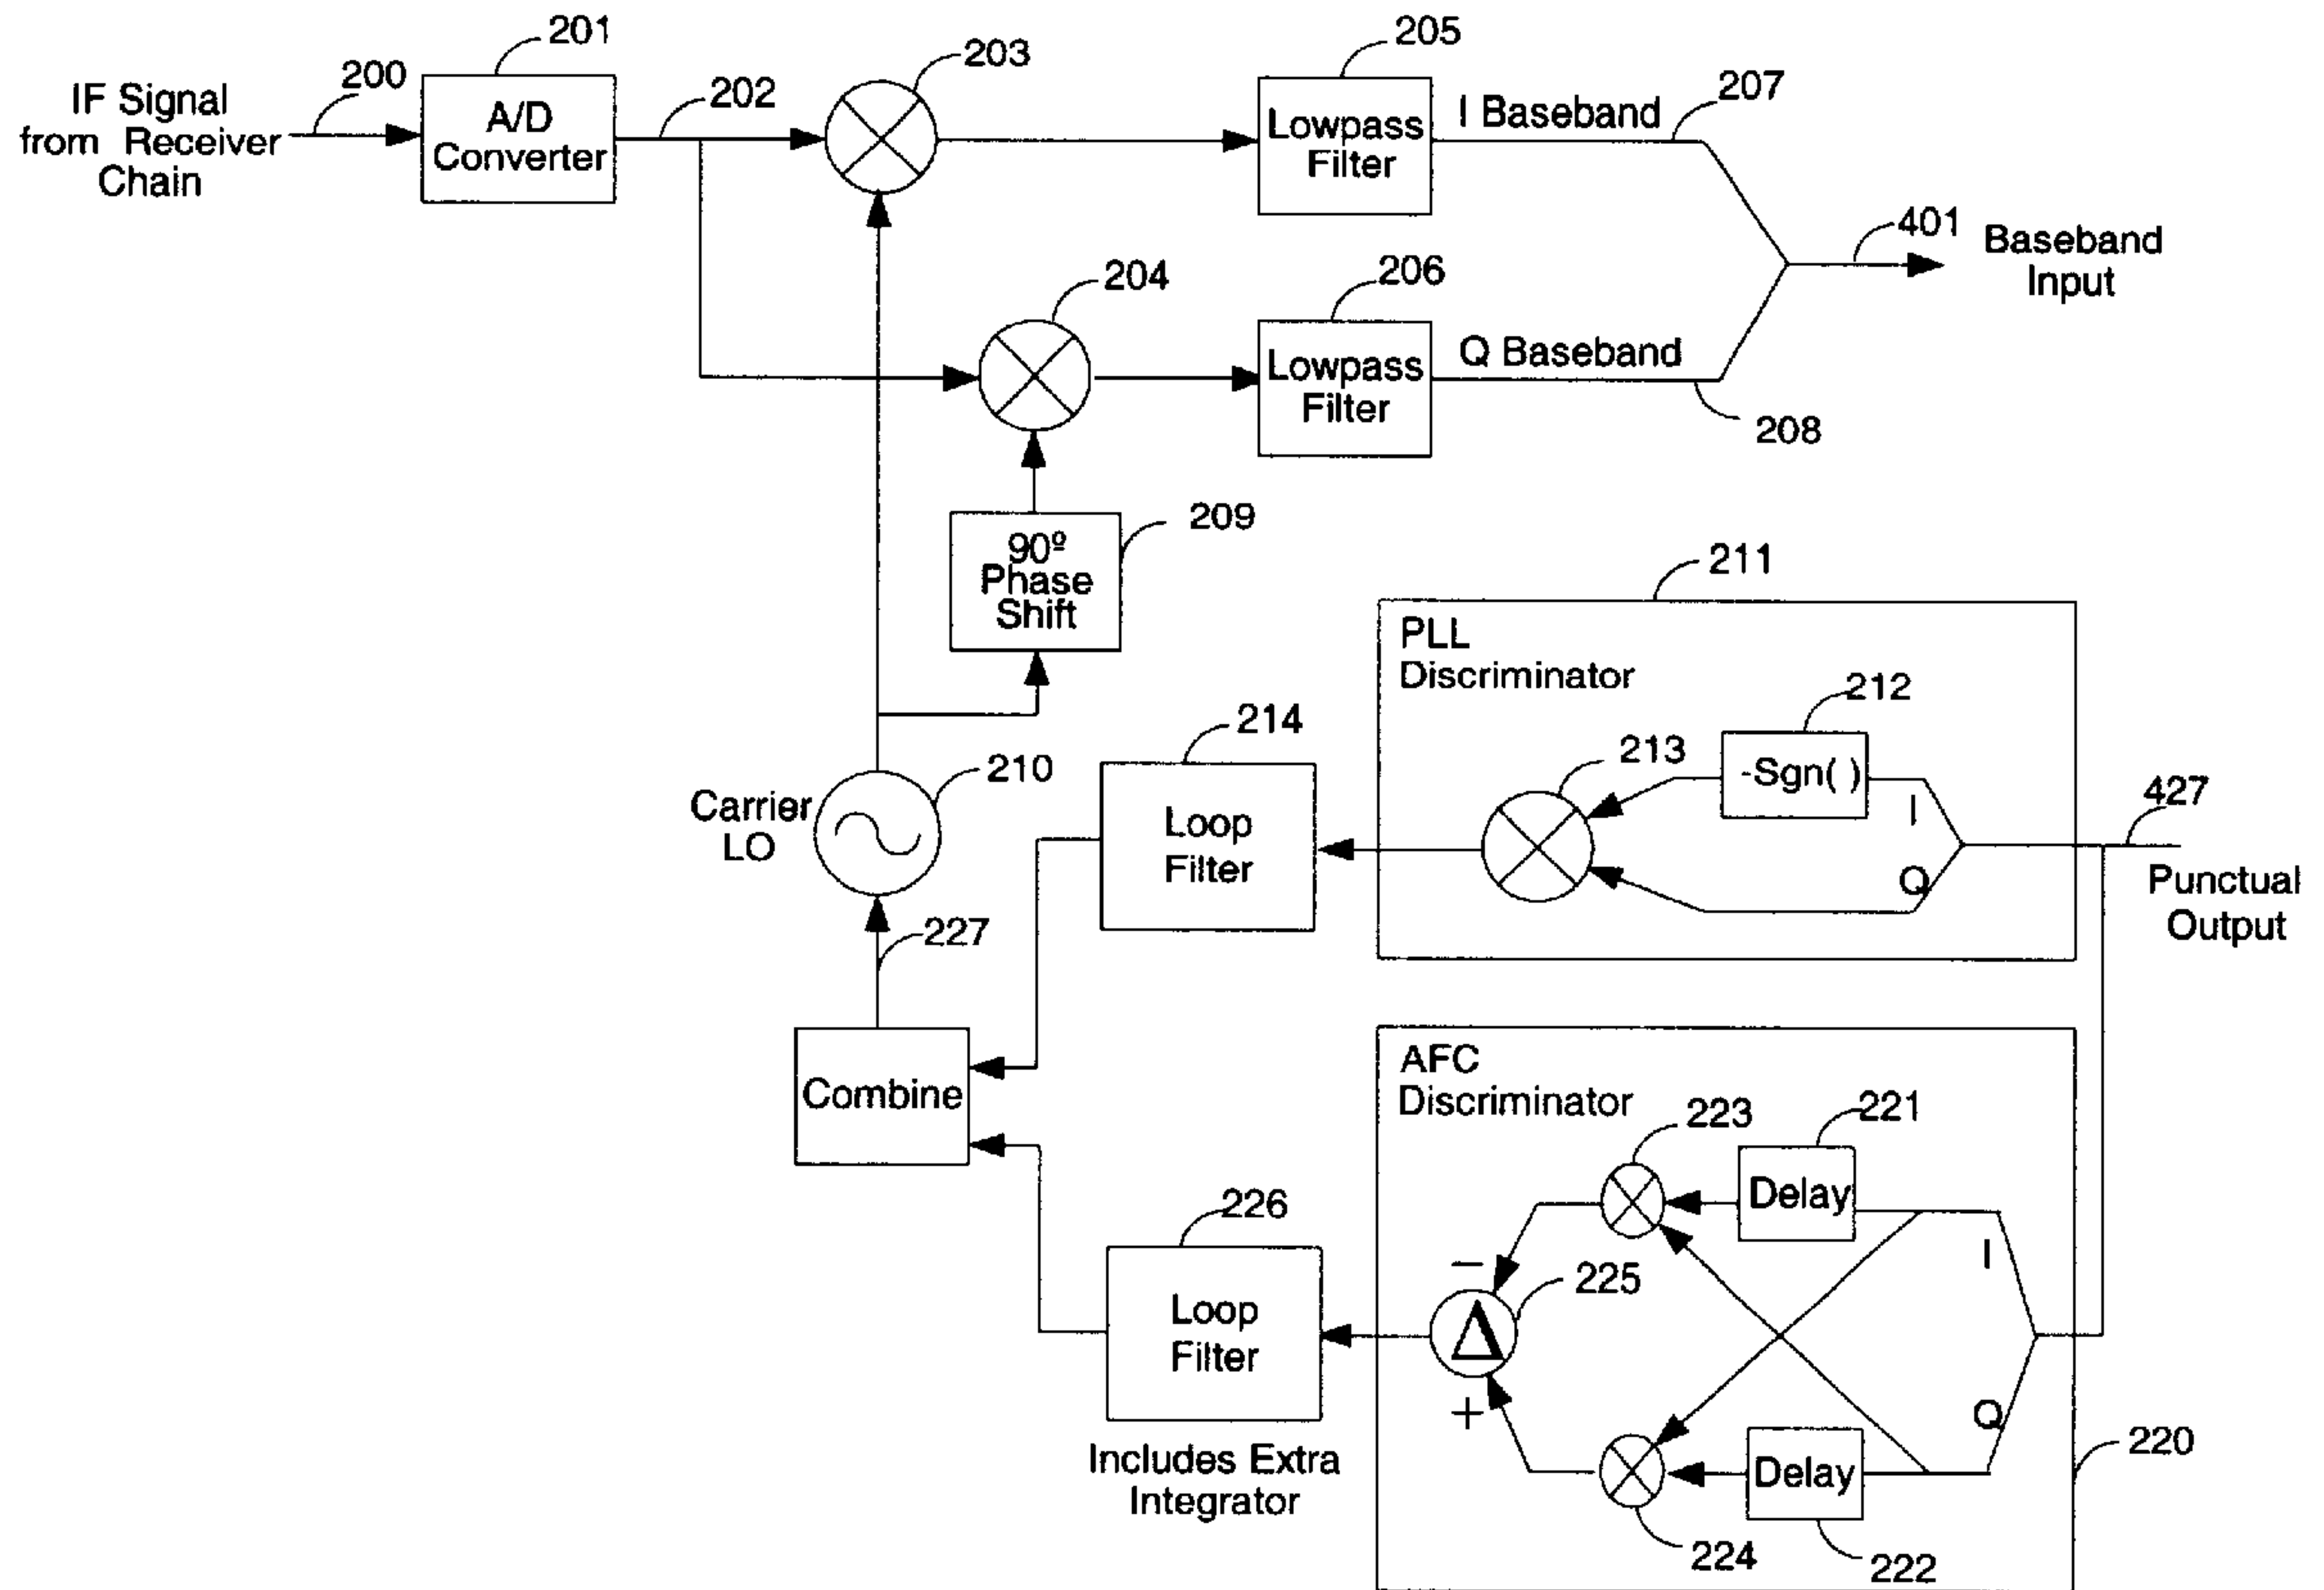 201
200
IF Signal
from Receiver
Chain
A/D
Converter
202
203
205
Lowpass
Filter
I Baseband
207
401
Baseband
Input
204
206
Lowpass
Filter
Q Baseband
208
90º
Phase
Shift
209
211
PLL
Discriminator
212
-Sgn( )
213
I
Q
427
Punctual
Output
214
Loop
Filter
210
Carrier
LO
227
Combine
AFC
Discriminator
223
221
Delay
I
226
Loop
Filter
Includes Extra
Integrator
−
225
Δ
+
Q
Delay
224
222
220